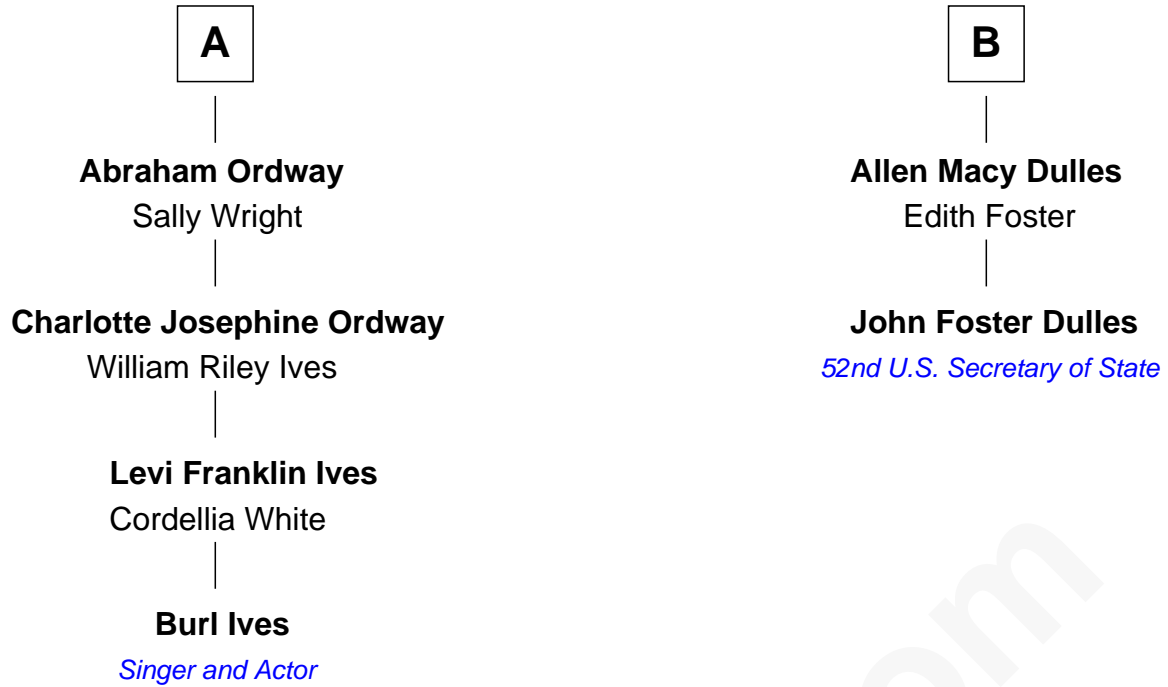 A
Abraham Ordway
Sally Wright
Charlotte Josephine Ordway
William Riley Ives
Levi Franklin Ives
Cordellia White
Burl Ives
Singer and Actor
B
Allen Macy Dulles
Edith Foster
John Foster Dulles
52nd U.S. Secretary of State
om